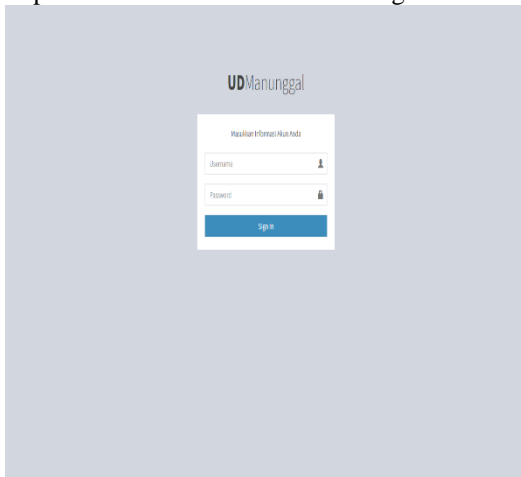 UDManunggal
Masukkan Informasi Akun Anda
Username
Password
Sign In